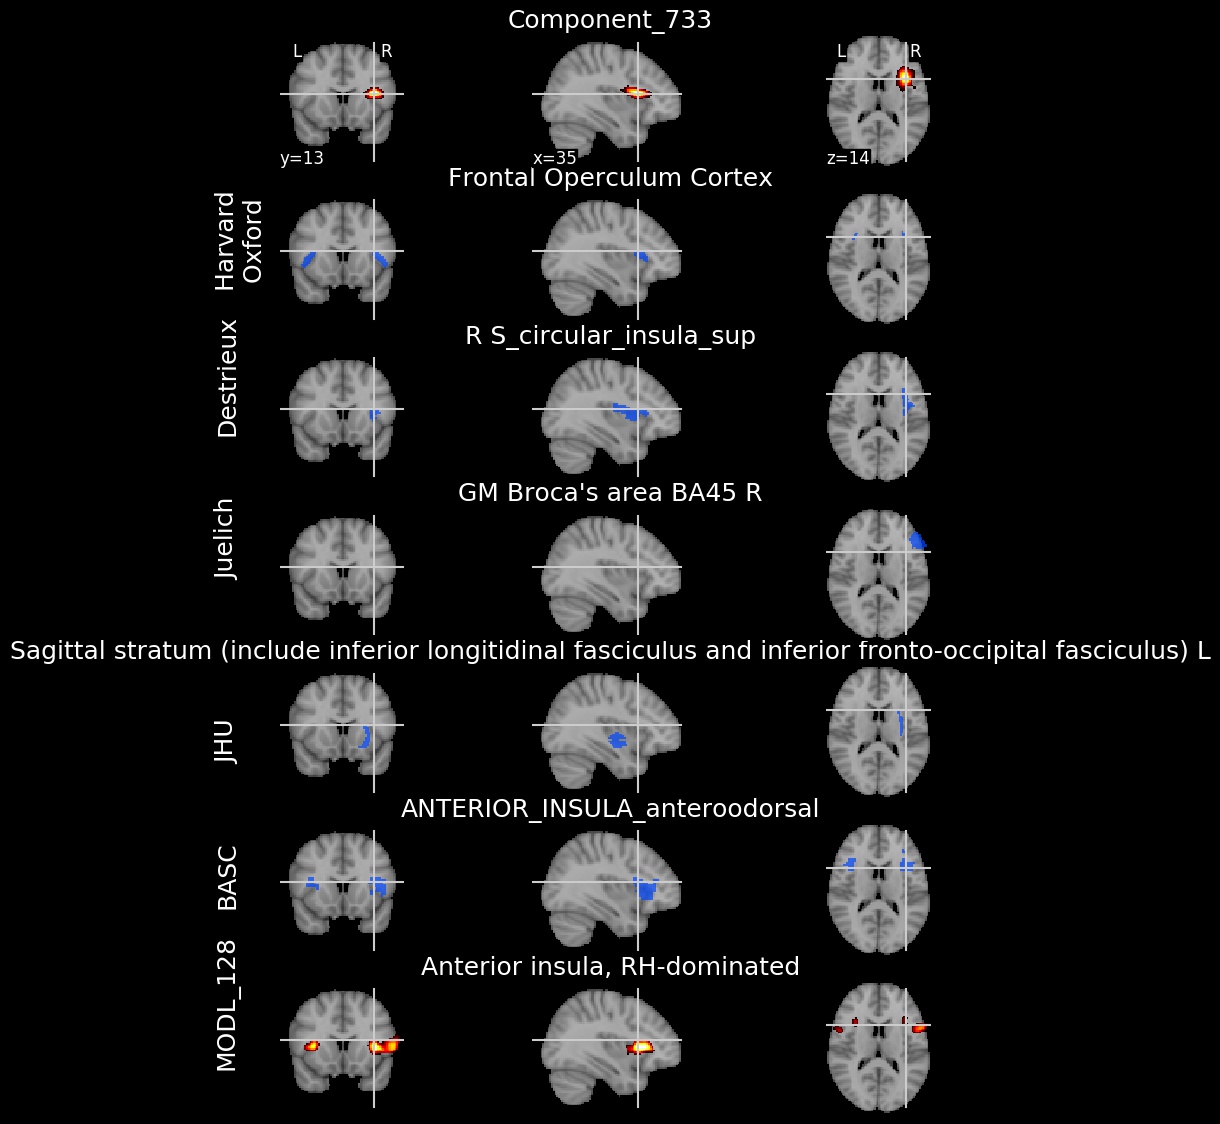 Component_733
L R L R
y=13 x=35 z=14
Frontal Operculum Cortex
Harvard
Oxford
R S_circular_insula_sup
Destrieux
GM Broca's area BA45 R
Juelich
Sagittal stratum (include inferior longitidinal fasciculus and inferior fronto-occipital fasciculus) L
JHU
ANTERIOR_INSULA_anteroodorsal
BASC
Anterior insula, RH-dominated
MODL_128